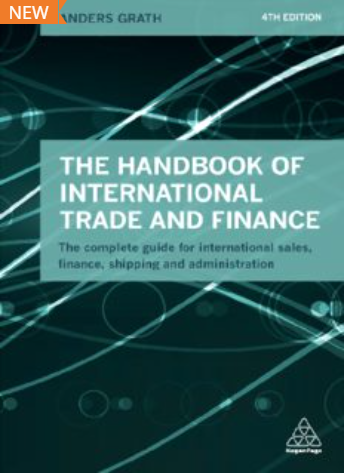 NEW
ANDERS GRATH
4TH EDITION
THE HANDBOOK OF
INTERNATIONAL
TRADE AND FINANCE
The complete guide for international sales,
finance, shipping and administration
KoganPage